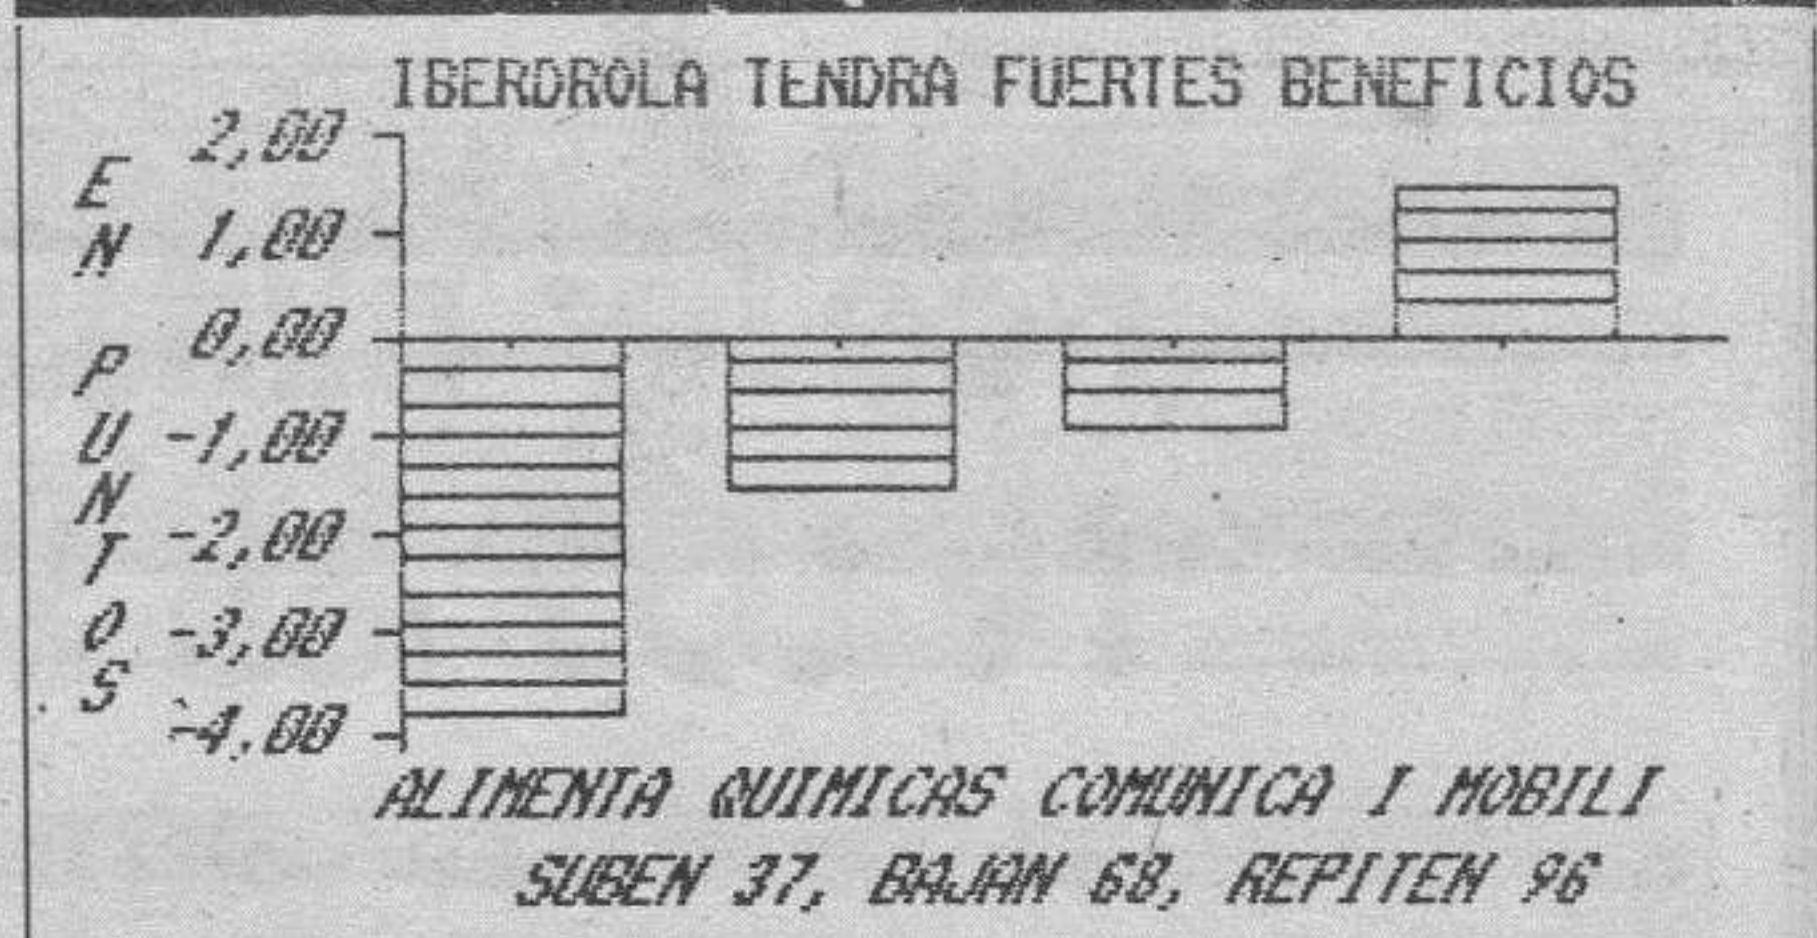 IBERDROLA TENDRA FUERTES BENEFICIOS
EN PUNTOS
2,00
1,00
0,00
-1,00
-2,00
-3,00
-4.00
ALIMENTA QUIMICAS COMUNICA I MOBILI
SUBEN 37, BAJAN 68, REPITEN 96